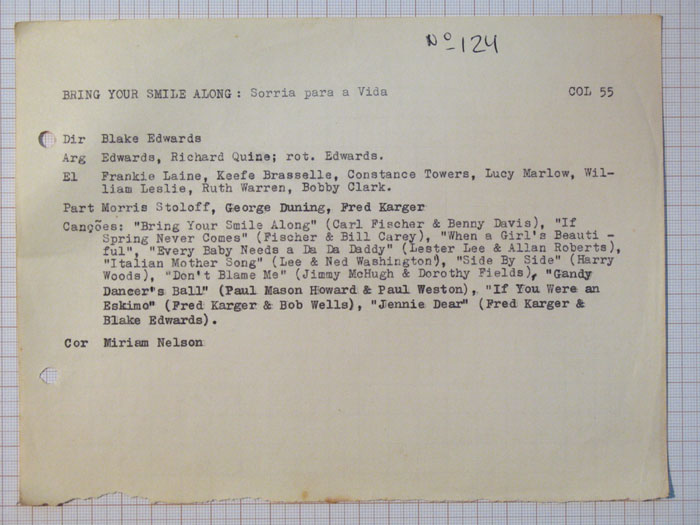 Nº 124
BRING YOUR SMILE ALONG: Sorria para a Vida COL 55
Dir Blake Edwards
Arg Edwards, Richard Quine; rot. Edwards.
El Frankie Laine, Keefe Brasselle, Constance Towers, Lucy Marlow, Wil-
liam Leslie, Ruth Warren, Bobby Clark.
Part Morris Stoloff, George Duning, Fred Karger
Canções: "Bring Your Smile Along" (Carl Fischer & Benny Davis), "If
Spring Never Comes" (Fischer & Bill Carey), "When a Girl's Beauti-
ful", "Every Baby Needs a Da Da Daddy" (Lester Lee & Allan Roberts),
"Italian Mother Song" (Lee & Ned Washington), "Side By Side" (Harry
Woods), "Don't Blame Me" (Jimmy McHugh & Dorothy Fields), "Gandy
Dancer's Ball" (Paul Mason Howard & Paul Weston), "If You Were an
Eskimo" (Fred Karger & Bob Wells), "Jennie Dear" (Fred Karger &
Blake Edwards).
Cor Miriam Nelson